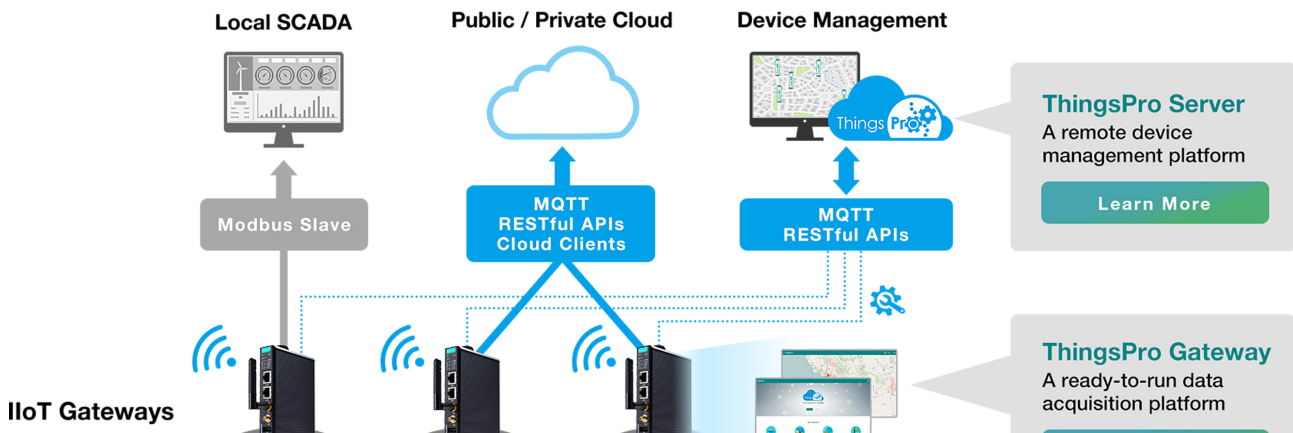 Local SCADA
Public / Private Cloud
Device Management
Things Pro
ThingsPro Server
A remote device
management platform
Learn More
Modbus Slave
MQTT
RESTful APIs
Cloud Clients
MQTT
RESTful APIs
IIoT Gateways
ThingsPro Gateway
A ready-to-run data
acquisition platform